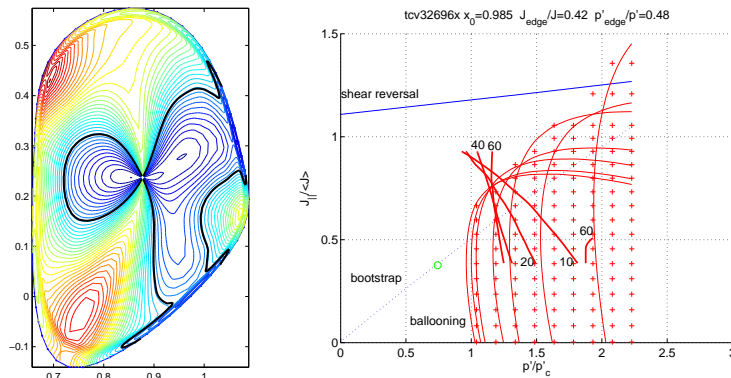 tcv32696x x0=0.985 Jedge/J=0.42 p'edge/p'=0.48
0.5
0.4
0.3
0.2
0.1
0
−0.1
0.7 0.8 0.9 1
1.5
1
0.5
0
J||/<J>
shear reversal
40 60
20
10
60
bootstrap
ballooning
0 0.5 1 1.5 2 2.5 3
p'/p'c